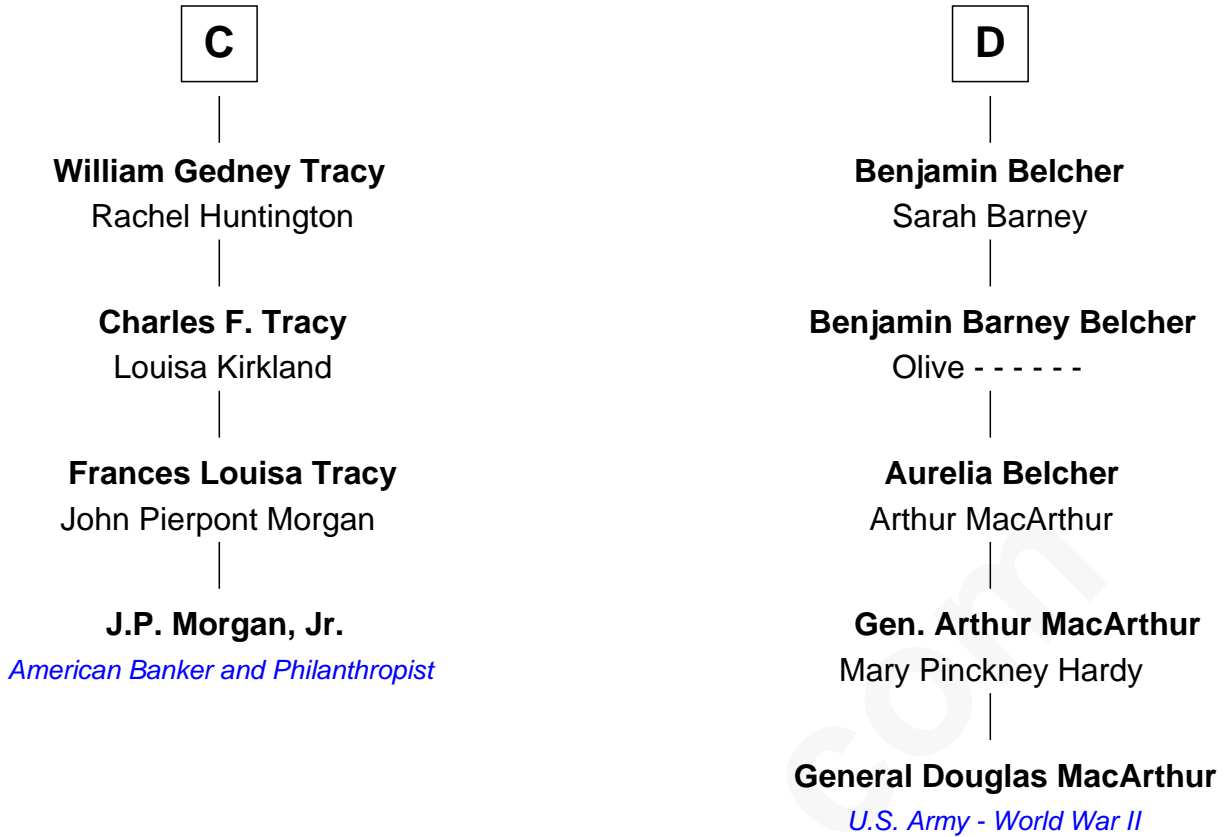 C
William Gedney Tracy
Rachel Huntington
Charles F. Tracy
Louisa Kirkland
Frances Louisa Tracy
John Pierpont Morgan
J.P. Morgan, Jr.
American Banker and Philanthropist
D
Benjamin Belcher
Sarah Barney
Benjamin Barney Belcher
Olive - - - - - -
Aurelia Belcher
Arthur MacArthur
Gen. Arthur MacArthur
Mary Pinckney Hardy
General Douglas MacArthur
U.S. Army - World War II
com